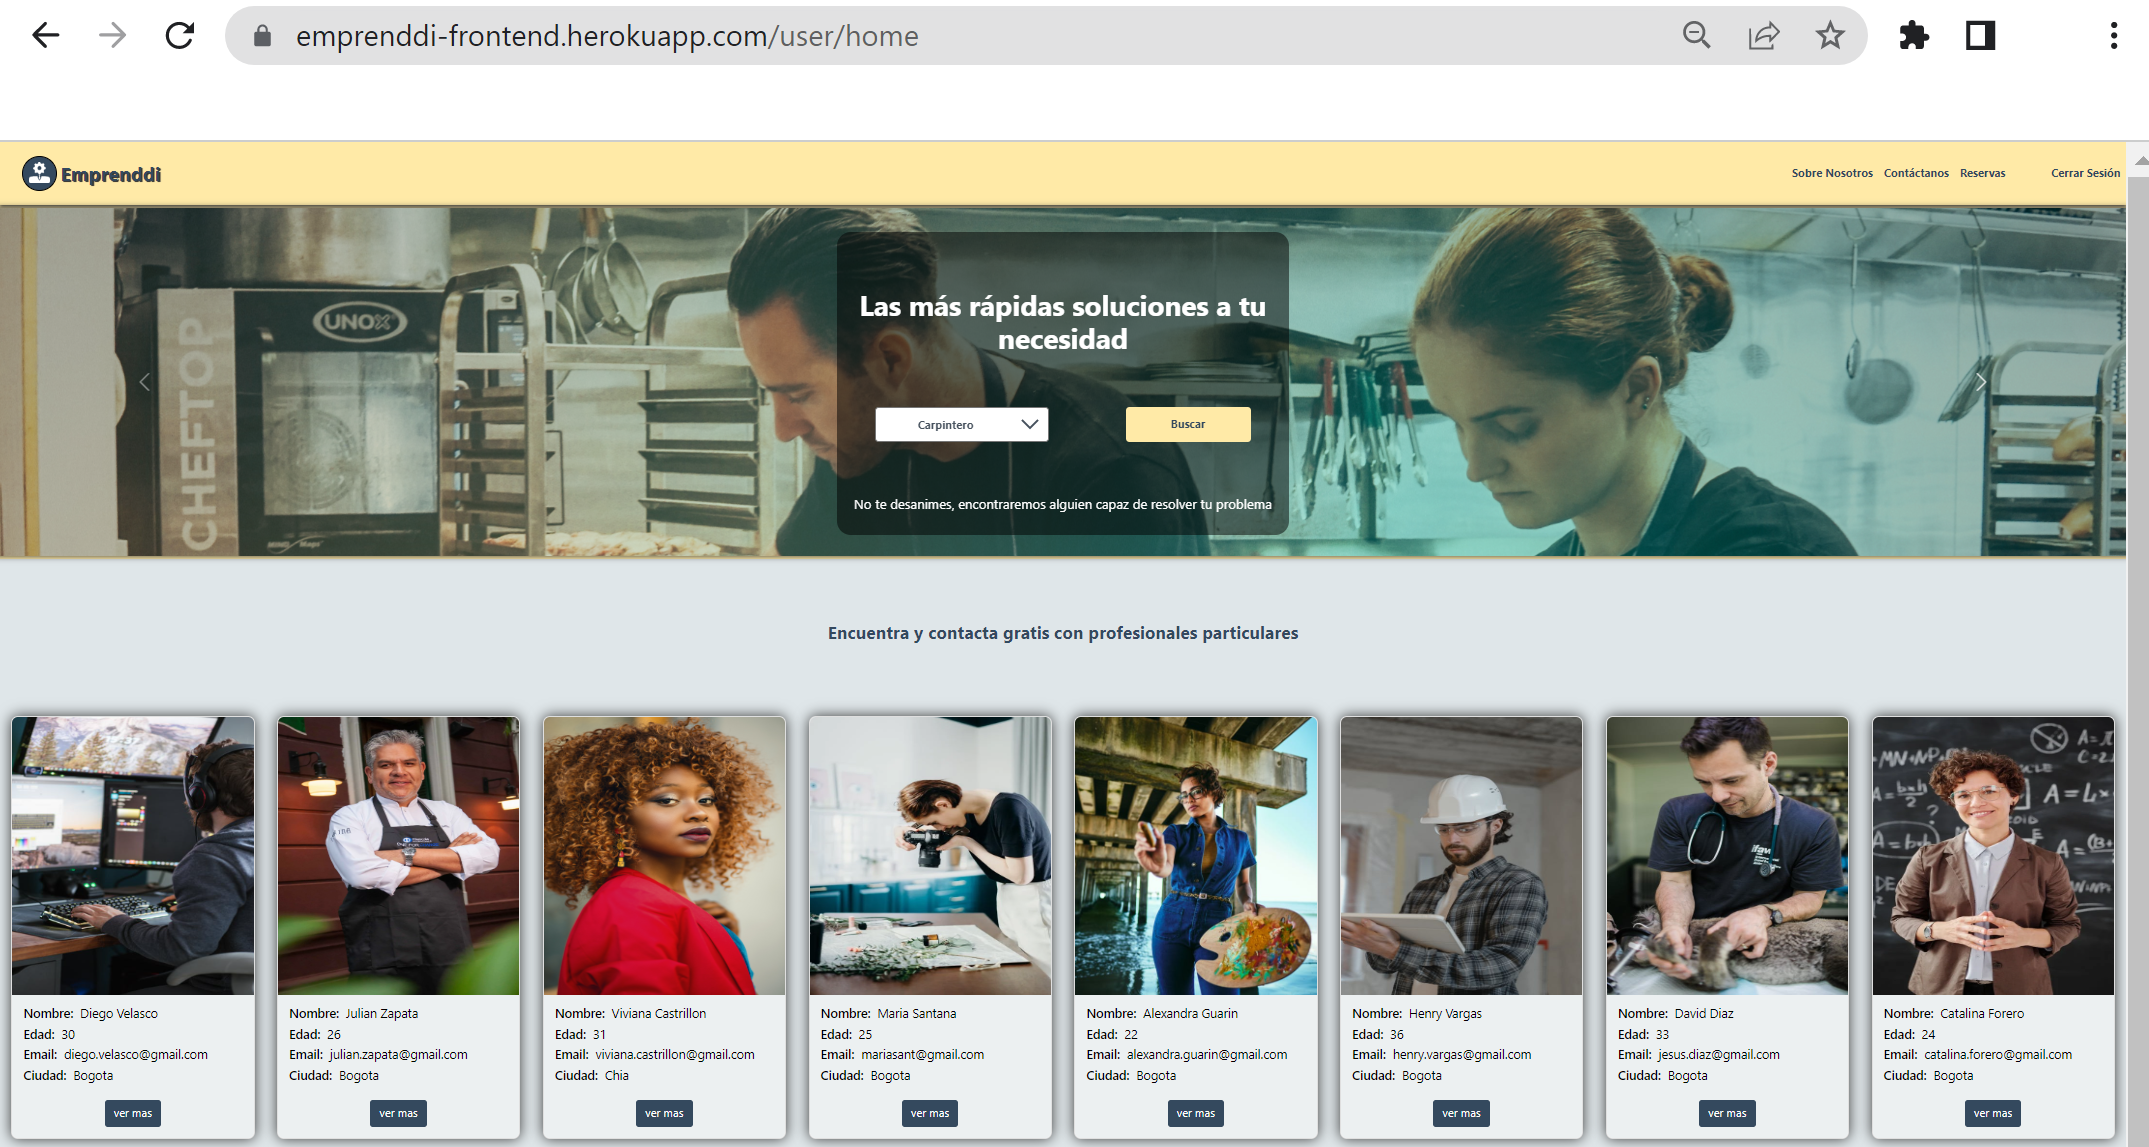 emprenddi-frontend.herokuapp.com/user/home
Emprenddi
Sobre Nosotros Contáctanos Reservas Cerrar Sesión
UNOX
CHEFTOP
Las más rápidas soluciones a tu
necesidad
Carpintero
Buscar
No te desanimes, encontraremos alguien capaz de resolver tu problema
Encuentra y contacta gratis con profesionales particulares
Nombre: Diego Velasco
Edad: 30
Email: diego.velasco@gmail.com
Ciudad: Bogota
ver mas
Nombre: Julian Zapata
Edad: 26
Email: julian.zapata@gmail.com
Ciudad: Bogota
ver mas
Nombre: Viviana Castrillon
Edad: 31
Email: viviana.castrillon@gmail.com
Ciudad: Chia
ver mas
Nombre: Maria Santana
Edad: 25
Email: mariasant@gmail.com
Ciudad: Bogota
ver mas
Nombre: Alexandra Guarin
Edad: 22
Email: alexandra.guarin@gmail.com
Ciudad: Bogota
ver mas
Nombre: Henry Vargas
Edad: 36
Email: henry.vargas@gmail.com
Ciudad: Bogota
ver mas
ifaw
Nombre: David Diaz
Edad: 33
Email: jesus.diaz@gmail.com
Ciudad: Bogota
ver mas
Nombre: Catalina Forero
Edad: 24
Email: catalina.forero@gmail.com
Ciudad: Bogota
ver mas